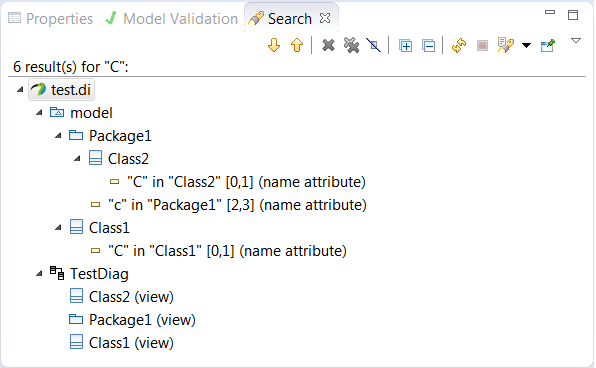 Properties Model Validation Search
6 result(s) for "C":
test.di
model
Package1
Class2
"C" in "Class2" [0,1] (name attribute)
"c" in "Package1" [2,3] (name attribute)
Class1
"C" in "Class1" [0,1] (name attribute)
TestDiag
Class2 (view)
Package1 (view)
Class1 (view)